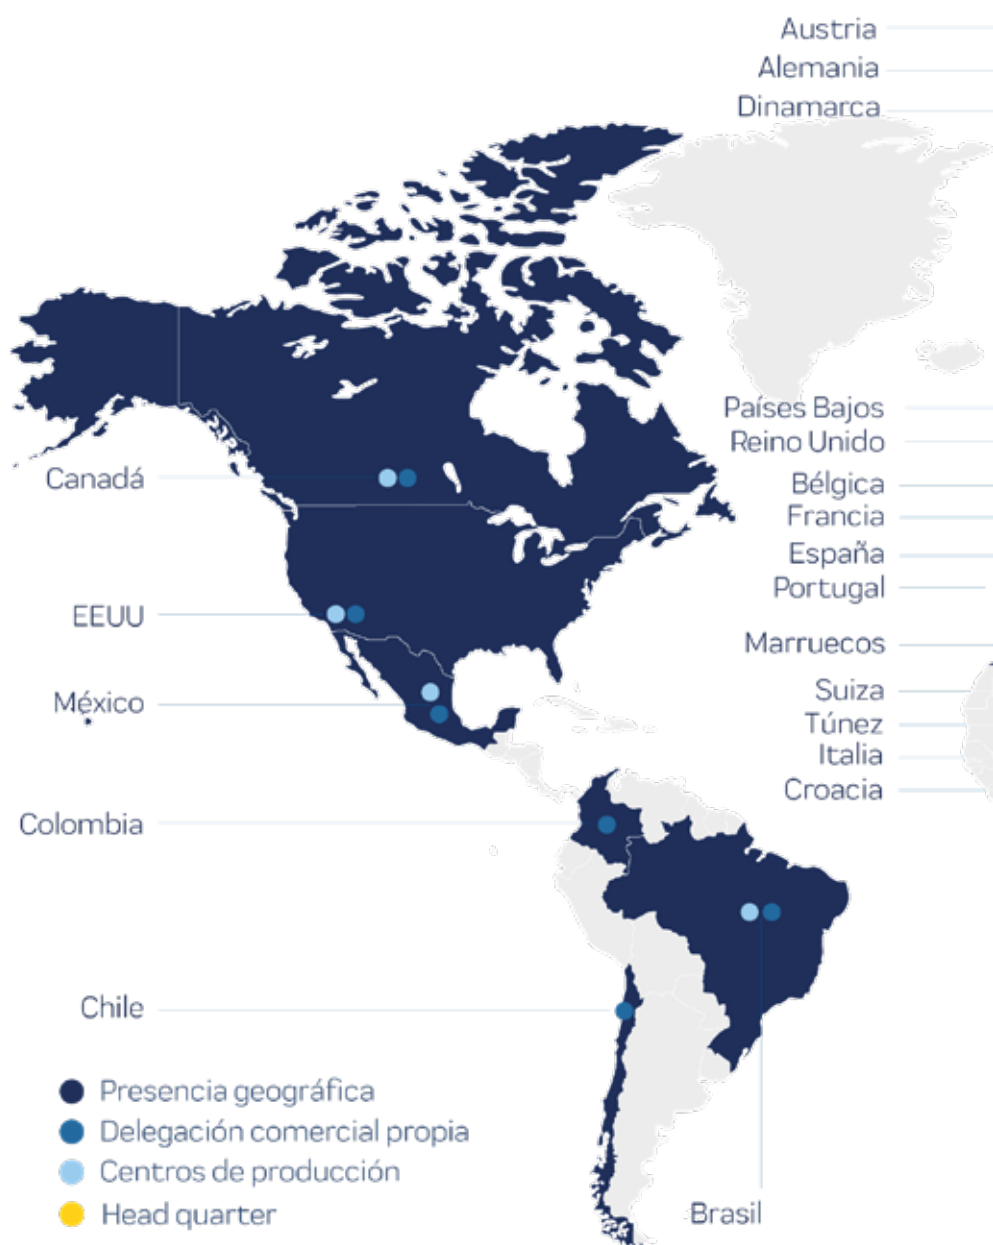 Austria
Alemania
Dinamarca
Países Bajos
Reino Unido
Canadá
Bélgica
Francia
España
Portugal
EEUU
Marruecos
Suiza
México
Túnez
Italia
Croacia
Colombia
Chile
Presencia geográfica
Delegación comercial propia
Centros de producción
Head quarter
Brasil